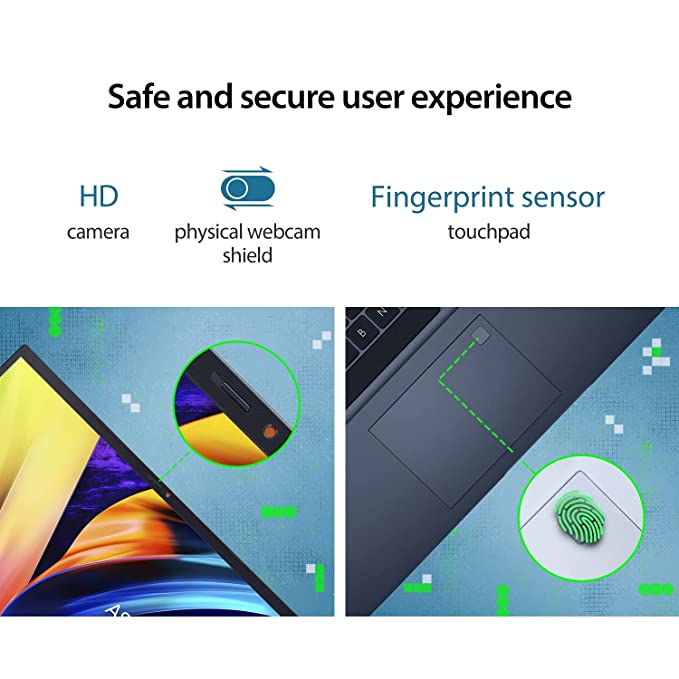 Safe and secure user experience
HD
camera
physical webcam
shield
Fingerprint sensor
touchpad
B
N